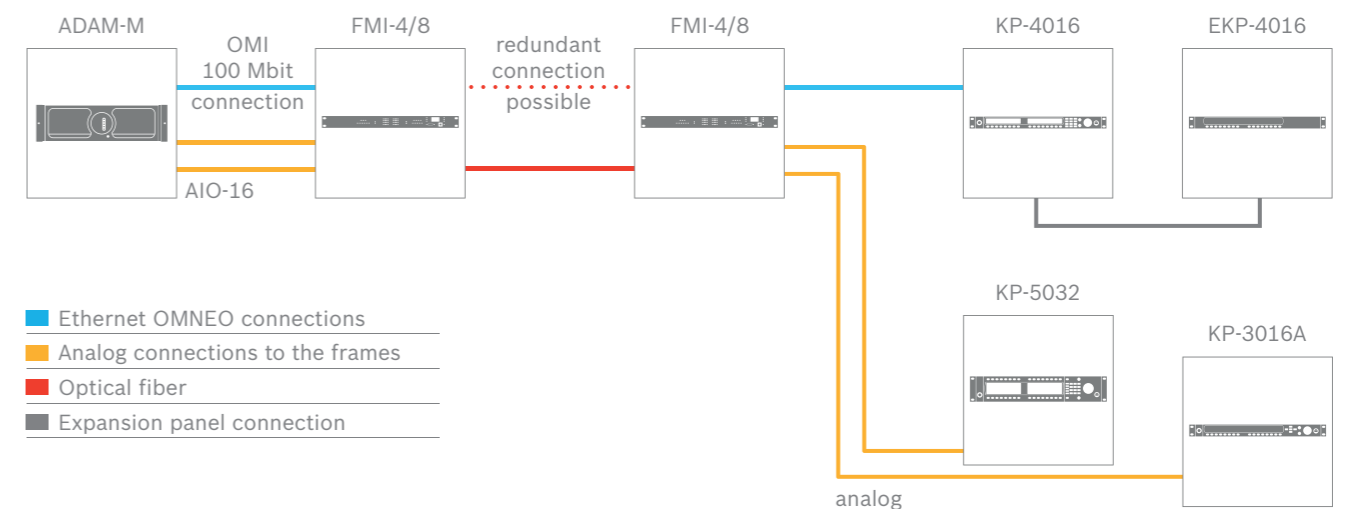 ADAM-M
FMI-4/8
FMI-4/8
KP-4016
EKP-4016
OMI
100 Mbit
connection
redundant
connection
possible
AIO-16
KP-5032
KP-3016A
Ethernet OMNEO connections
Analog connections to the frames
Optical fiber
Expansion panel connection
analog